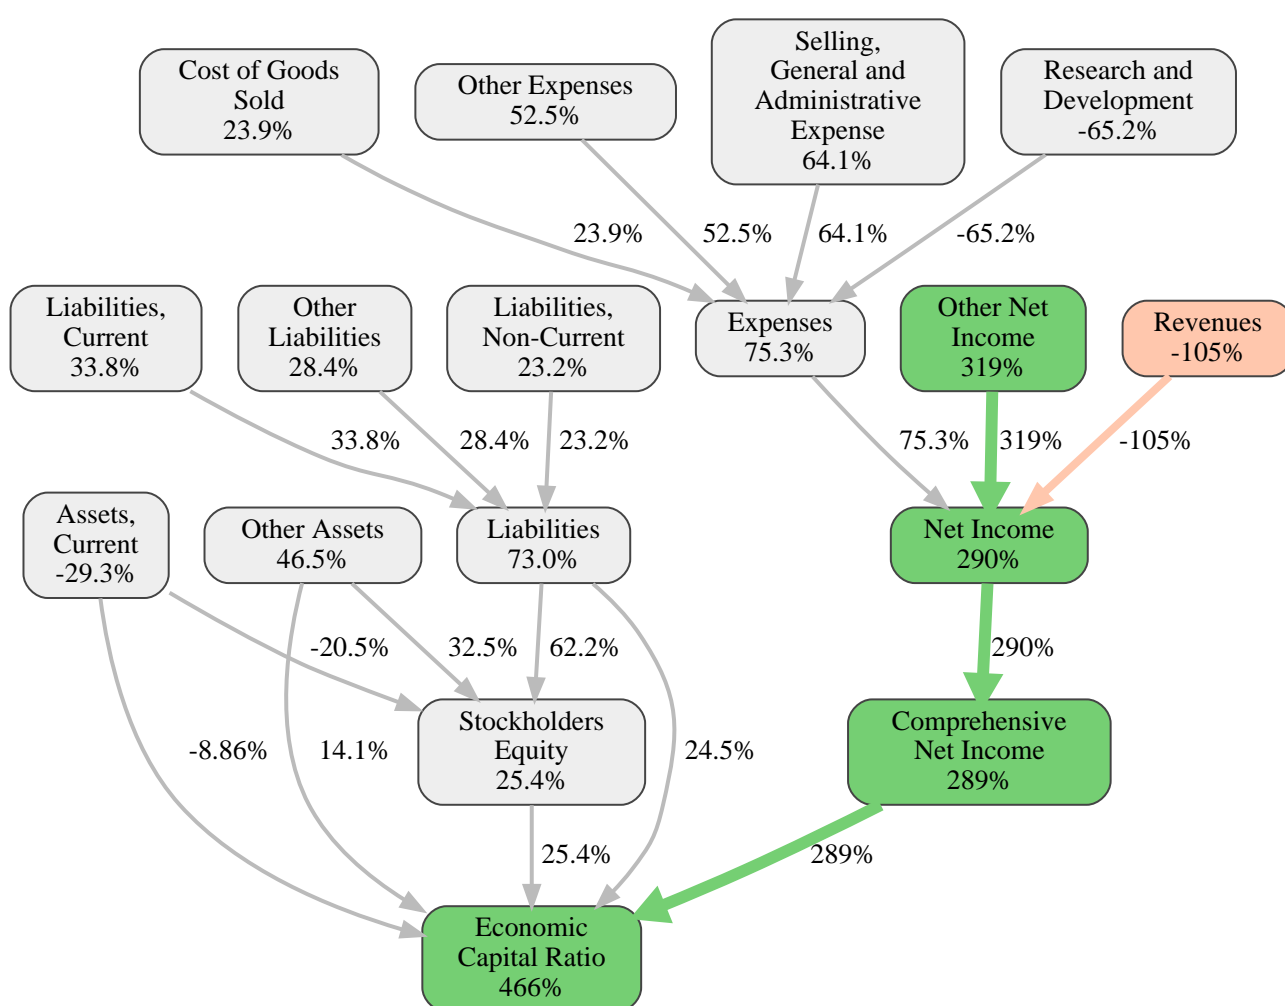 Cost of Goods
Sold
23.9%
Other Expenses
52.5%
Selling,
General and
Administrative
Expense
64.1%
Research and
Development
-65.2%
23.9%
52.5%
64.1%
-65.2%
Liabilities,
Current
33.8%
Other
Liabilities
28.4%
Liabilities,
Non-Current
23.2%
Expenses
75.3%
Other Net
Income
319%
Revenues
-105%
33.8%
28.4%
23.2%
75.3%
319%
-105%
Assets,
Current
-29.3%
Other Assets
46.5%
Liabilities
73.0%
Net Income
290%
-20.5%
32.5%
62.2%
290%
Stockholders
Equity
25.4%
Comprehensive
Net Income
289%
-8.86%
14.1%
24.5%
25.4%
289%
Economic
Capital Ratio
466%